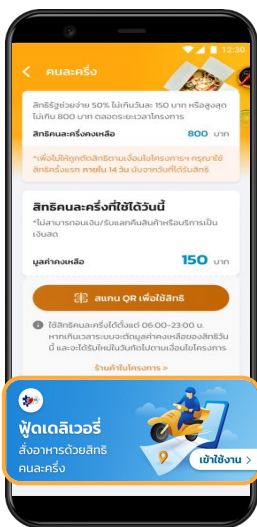 12:30
คนละครึ่ง
สิทธิรัฐช่วยจ่าย 50% ไม่เกินวันละ 150 บาท หรือสูงสุด
ไม่เกิน 800 บาท ตลอดระยะเวลาโครงการ
สิทธิคนละครึ่งคงเหลือ 800 บาท
*เพื่อไม่ให้ถูกตัดสิทธิตามเงื่อนไขโครงการฯ กรุณาใช้
สิทธิครั้งแรก ภายใน 14 วัน นับจากวันที่ได้รับสิทธิ
สิทธิคนละครึ่งที่ใช้ได้วันนี้
*ไม่สามารถถอนเงิน/รับแลกคืนสินค้าหรือบริการเป็น
เงินสด
มูลค่าคงเหลือ 150 บาท
สแกน QR เพื่อใช้สิทธิ
ใช้สิทธิคนละครึ่งได้ตั้งแต่ 06:00-23:00 น.
หากเกินเวลาระบบจะตัดมูลค่าคงเหลือของสิทธิวัน
นี้ และจะได้รับใหม่ในวันถัดไปตามเงื่อนไขโครงการ
ร้านค้าในโครงการ >
ฟู้ดเดลิเวอรี่
สั่งอาหารด้วยสิทธิ
คนละครึ่ง
เข้าใช้งาน >